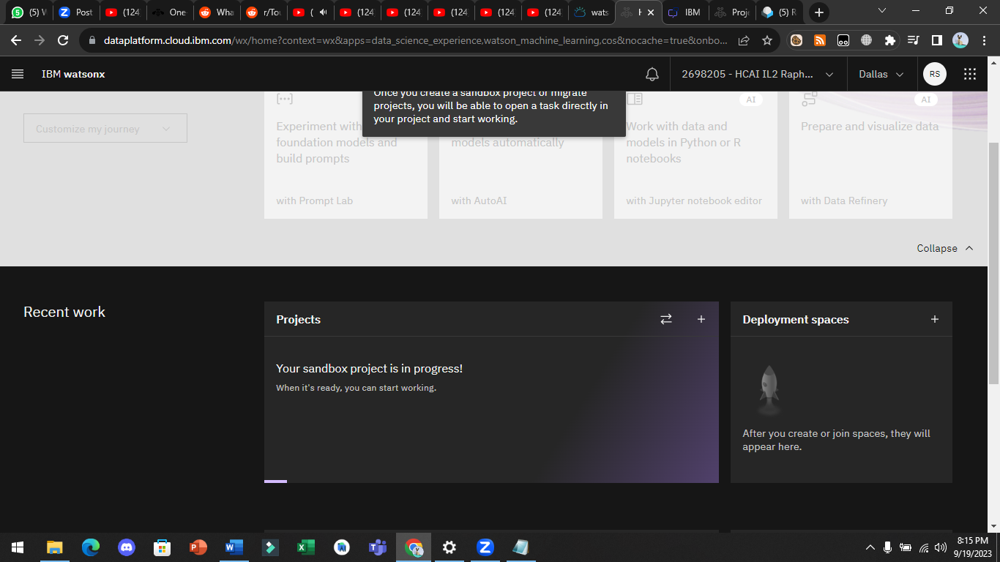 (5) W
Post
(124
One
Wha
r/Tou
(
(124
(124
(124
(124
(124
wats
H
IBM
Proje
(5) R
dataplatform.cloud.ibm.com/wx/home?context=wx&apps=data_science_experience,watson_machine_learning,cos&nocache=true&onbo...
IBM watsonx
2698205 - HCAI IL2 Raph...
Dallas
RS
Once you create a sandbox project or migrate
projects, you will be able to open a task directly in
your project and start working.
Customize my journey
Experiment with
foundation models and
build prompts
with Prompt Lab
models automatically
with AutoAI
AI
Work with data and
models in Python or R
notebooks
with Jupyter notebook editor
AI
Prepare and visualize data
with Data Refinery
Collapse
Recent work
Projects
Your sandbox project is in progress!
When it's ready, you can start working.
Deployment spaces
After you create or join spaces, they will
appear here.
8:15 PM
9/19/2023